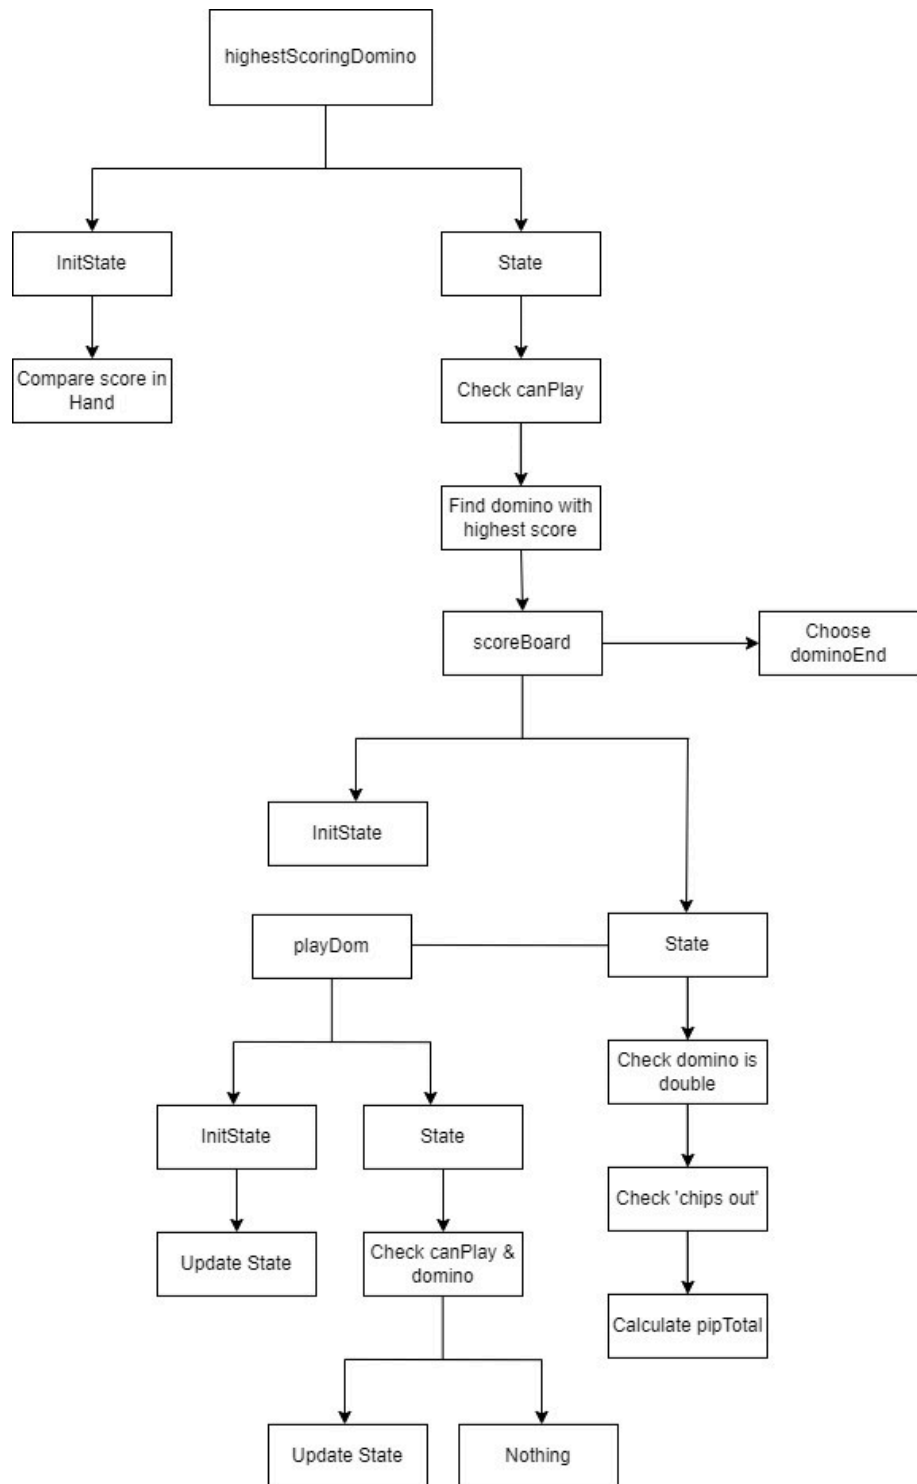 highestScoringDomino
InitState
State
Compare score in
Hand
Check canPlay
Find domino with
highest score
scoreBoard
Choose
dominoEnd
InitState
playDom
State
Check domino is
double
InitState
State
Check 'chips out'
Update State
Check canPlay &
domino
Calculate pipTotal
Update State
Nothing